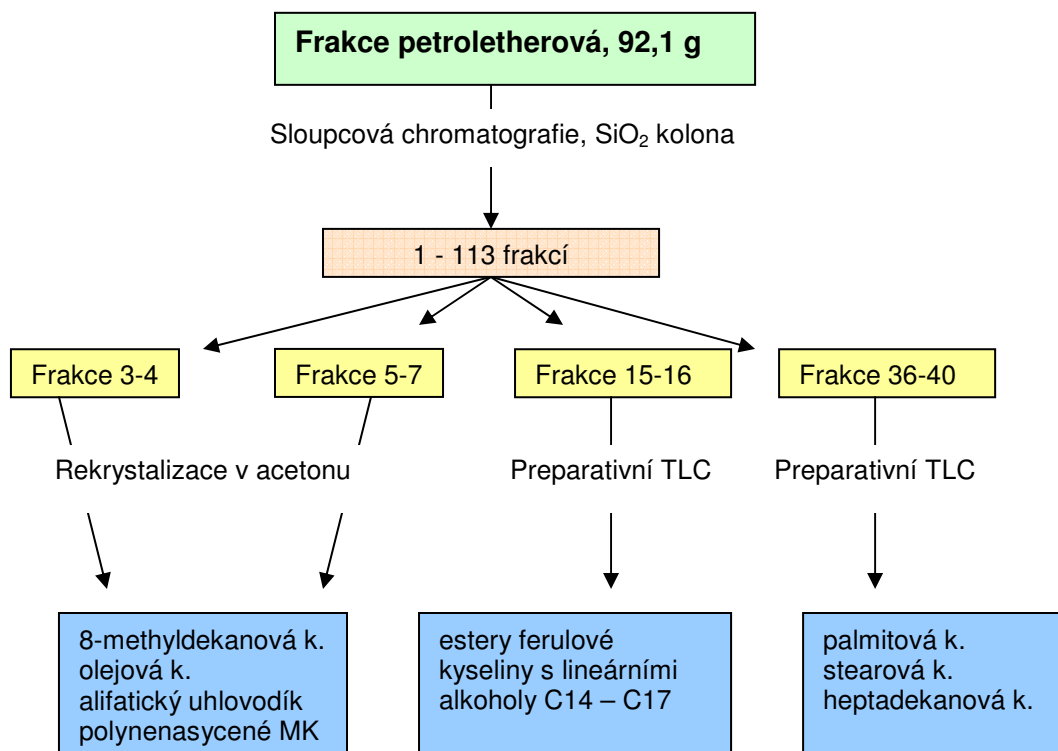 Frakce petroletherová, 92,1 g
Sloupcová chromatografie, SiO₂ kolona
1 - 113 frakcí
Frakce 3-4
Frakce 5-7
Frakce 15-16
Frakce 36-40
Rekrystalizace v acetonu
Preparativní TLC
Preparativní TLC
8-methyldekanová k.
olejová k.
alifatický uhlovodík
polynenasycené MK
estery ferulové
kyseliny s lineárními
alkoholy C14 – C17
palmitová k.
stearová k.
heptadekanová k.